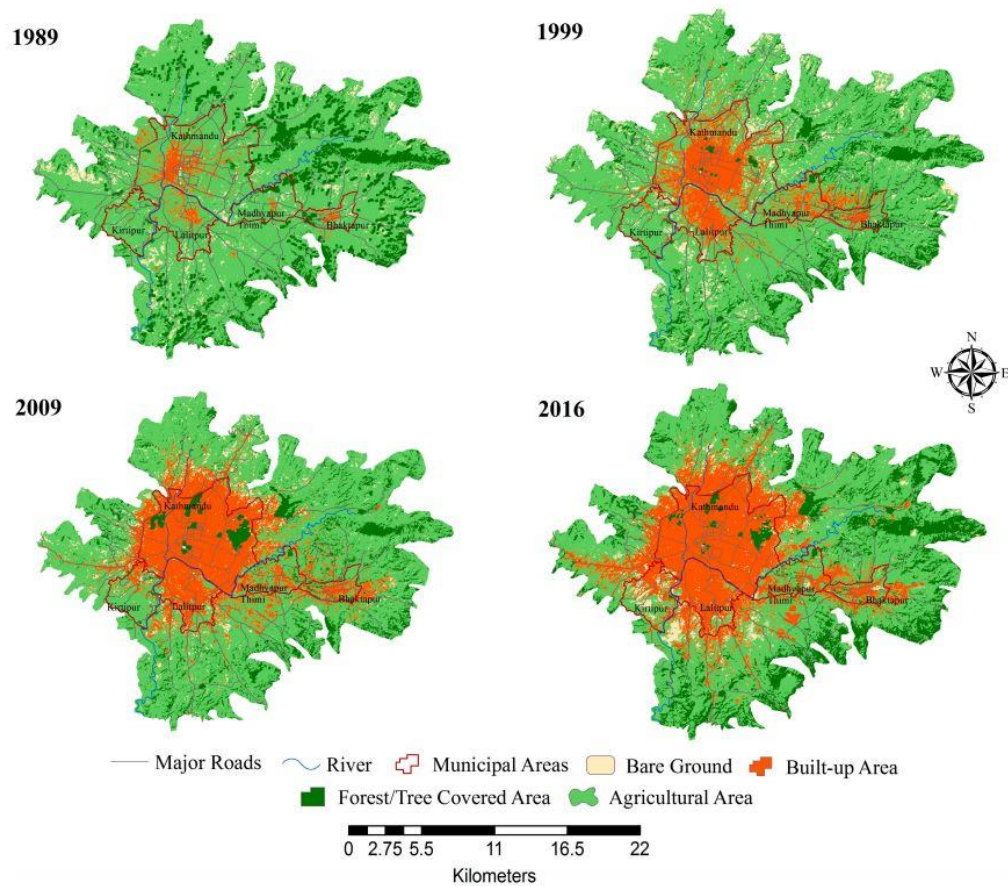 1989
Kathmandu
Kirtipur
Lalitpur
Madhyapur
Thimi
Bhaktapur
1999
Kathmandu
Kirtipur
Lalitpur
Madhyapur
Thimi
Bhaktapur
N
W E
S
2009
Kathmandu
Kirtipur
Lalitpur
Madhyapur
Thimi
Bhaktapur
2016
Kathmandu
Kirtipur
Lalitpur
Madhyapur
Thimi
Bhaktapur
Major Roads River Municipal Areas Bare Ground Built-up Area
Forest/Tree Covered Area Agricultural Area
0 2.75 5.5 11 16.5 22
Kilometers